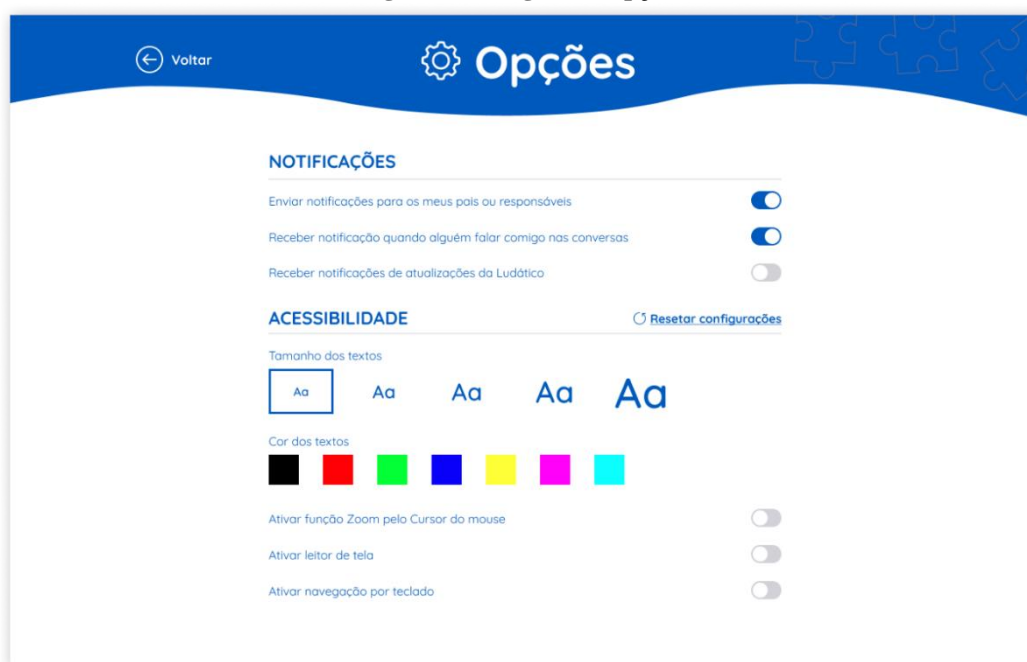 Voltar
Opções
NOTIFICAÇÕES
Enviar notificações para os meus pais ou responsáveis
Receber notificação quando alguém falar comigo nas conversas
Receber notificações de atualizações da Ludático
ACESSIBILIDADE
Resetar configurações
Tamanho dos textos
Aa Aa Aa Aa Aa
Cor dos textos
Ativar função Zoom pelo Cursor do mouse
Ativar leitor de tela
Ativar navegação por teclado